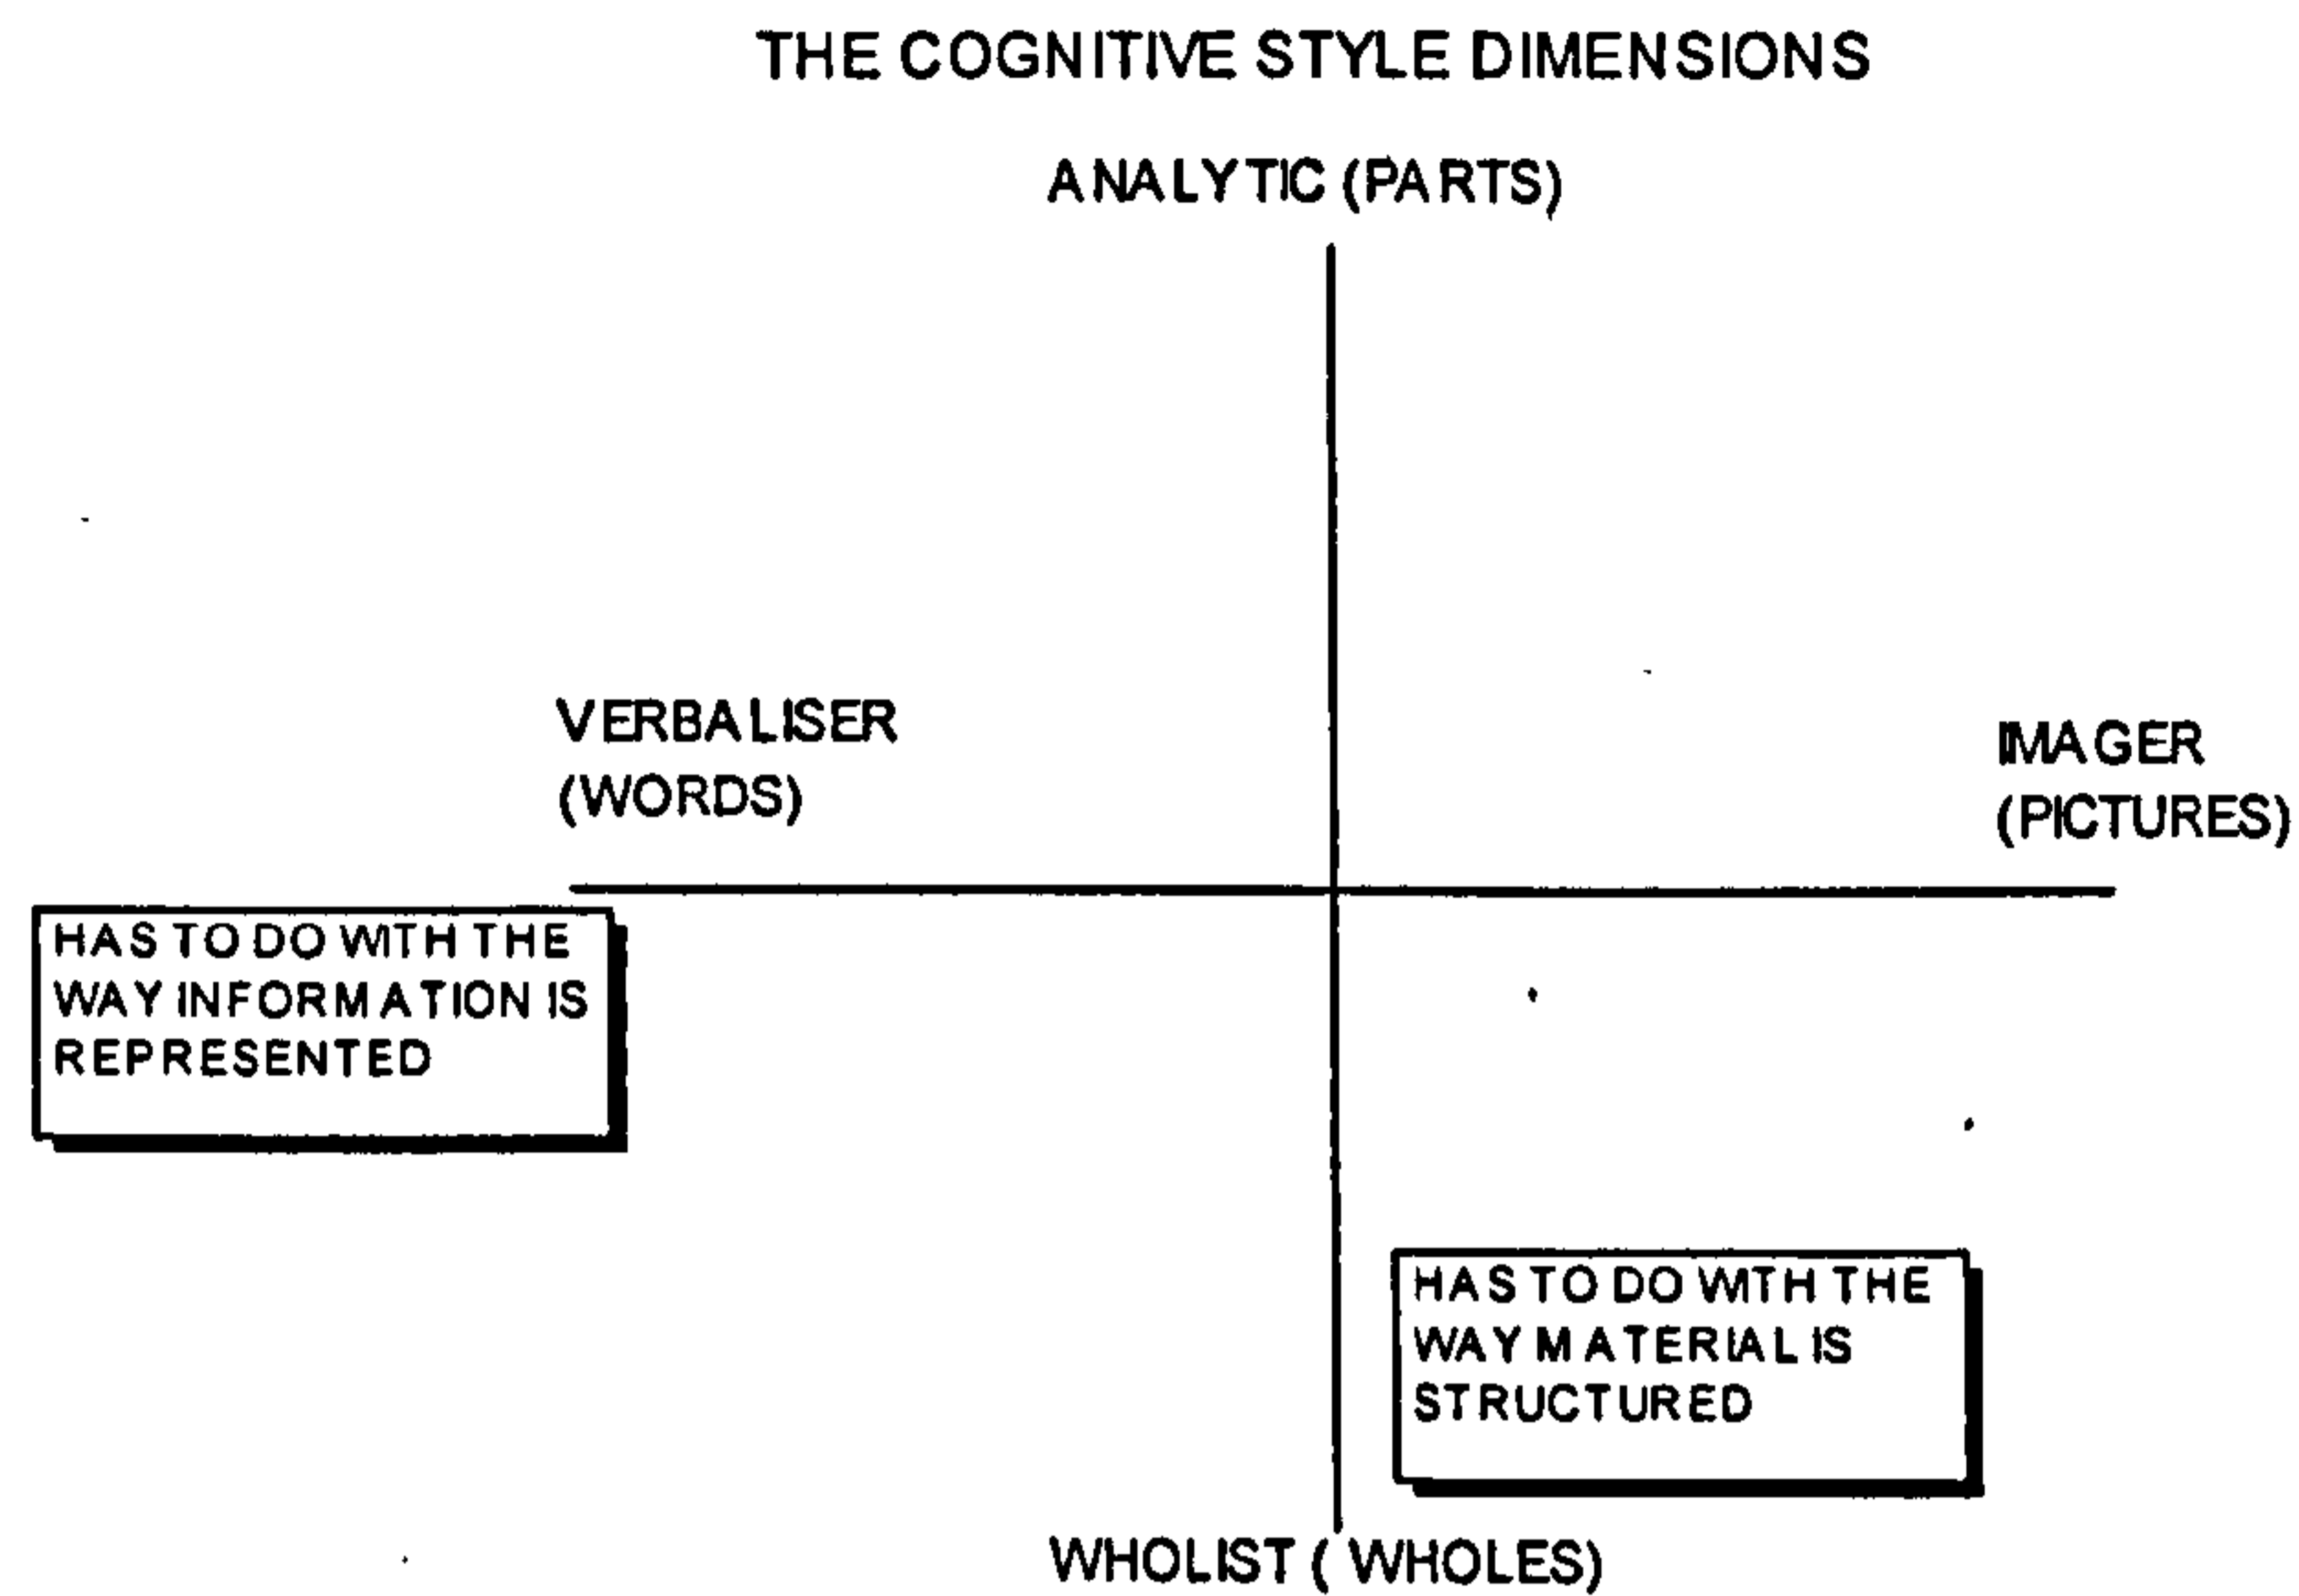 THE COGNITIVE STYLE DIMENSIONS
ANALYTIC (PARTS)
VERBALISER
(WORDS)
IMAGER
(PICTURES)
HAS TO DO WITH THE
WAY INFORMATION IS
REPRESENTED
HAS TO DO WITH THE
WAY MATERIAL IS
STRUCTURED
WHOLIST ( WHOLES)